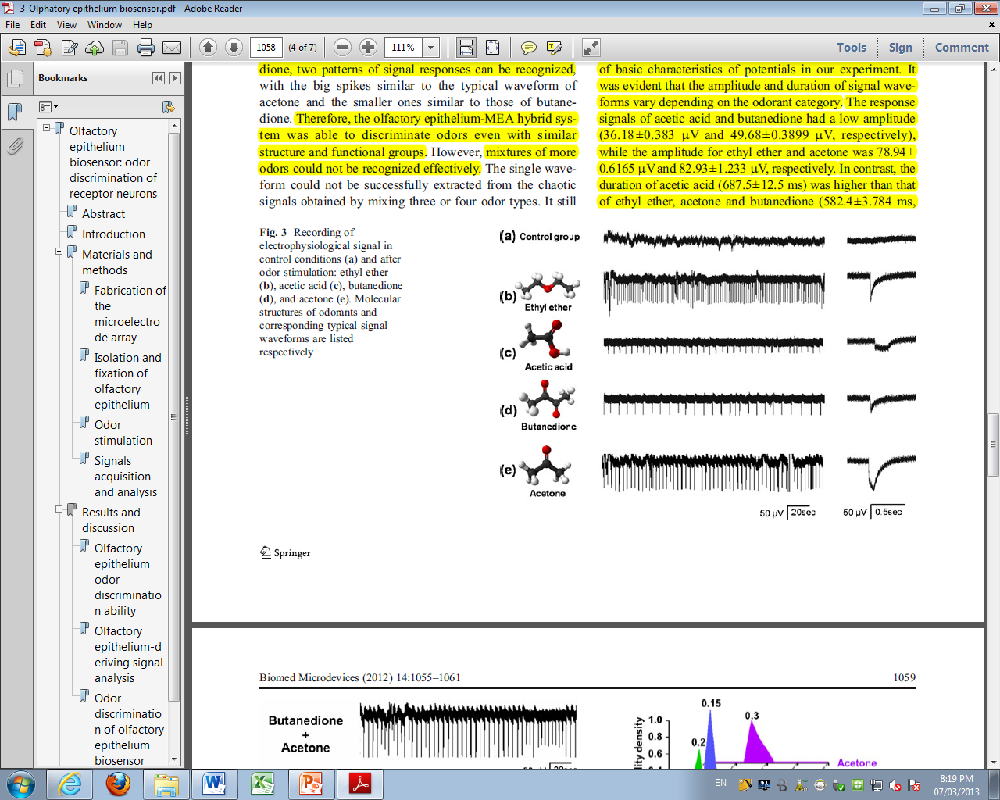 3_Olphatory epithelium biosensor.pdf - Adobe Reader
File Edit View Window Help
1058 (4 of 7) 111% Tools Sign Comment
Bookmarks
Olfactory
epithelium
biosensor: odor
discrimination of
receptor neurons
Abstract
Introduction
Materials and
methods
Fabrication of
the
microelectro
de array
Isolation and
fixation of
olfactory
epithelium
Odor
stimulation
Signals
acquisition
and analysis
Results and
discussion
Olfactory
epithelium
odor
discriminatio
n ability
Olfactory
epithelium-d
eriving signal
analysis
Odor
discriminatio
n of olfactory
epithelium
biosensor
dione, two patterns of signal responses can be recognized,
with the big spikes similar to the typical waveform of
acetone and the smaller ones similar to those of butane-
dione. Therefore, the olfactory epithelium-MEA hybrid sys-
tem was able to discriminate odors even with similar
structure and functional groups. However, mixtures of more
odors could not be recognized effectively. The single wave-
form could not be successfully extracted from the chaotic
signals obtained by mixing three or four odor types. It still
of basic characteristics of potentials in our experiment. It
was evident that the amplitude and duration of signal wave-
forms vary depending on the odorant category. The response
signals of acetic acid and butanedione had a low amplitude
(36.18±0.383 μV and 49.68±0.3899 μV, respectively),
while the amplitude for ethyl ether and acetone was 78.94±
0.6165 μV and 82.93±1.233 μV, respectively. In contrast, the
duration of acetic acid (687.5±12.5 ms) was higher than that
of ethyl ether, acetone and butanedione (582.4±3.784 ms,
Fig. 3 Recording of
electrophysiological signal in
control conditions (a) and after
odor stimulation: ethyl ether
(b), acetic acid (c), butanedione
(d), and acetone (e). Molecular
structures of odorants and
corresponding typical signal
waveforms are listed
respectively
(a) Control group
(b)
Ethyl ether
(c)
Acetic acid
(d)
Butanedione
(e)
Acetone
50 μV 20sec 50 μV 0.5sec
Springer
Biomed Microdevices (2012) 14:1055–1061 1059
Butanedione
+
Acetone
0.15
0.3
0.2
1.0
0.8
0.6
Acetone
EN
8:19 PM
07/03/2013